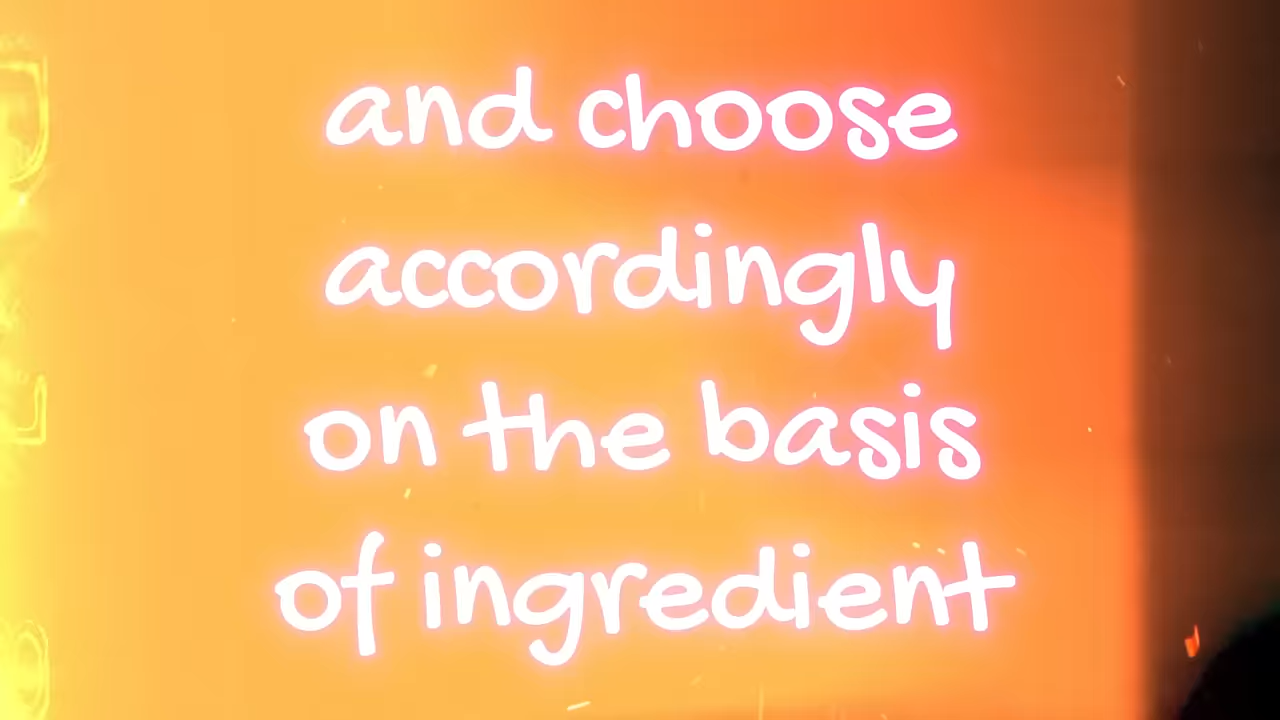 and choose
accordingly
on the basis
of ingredient